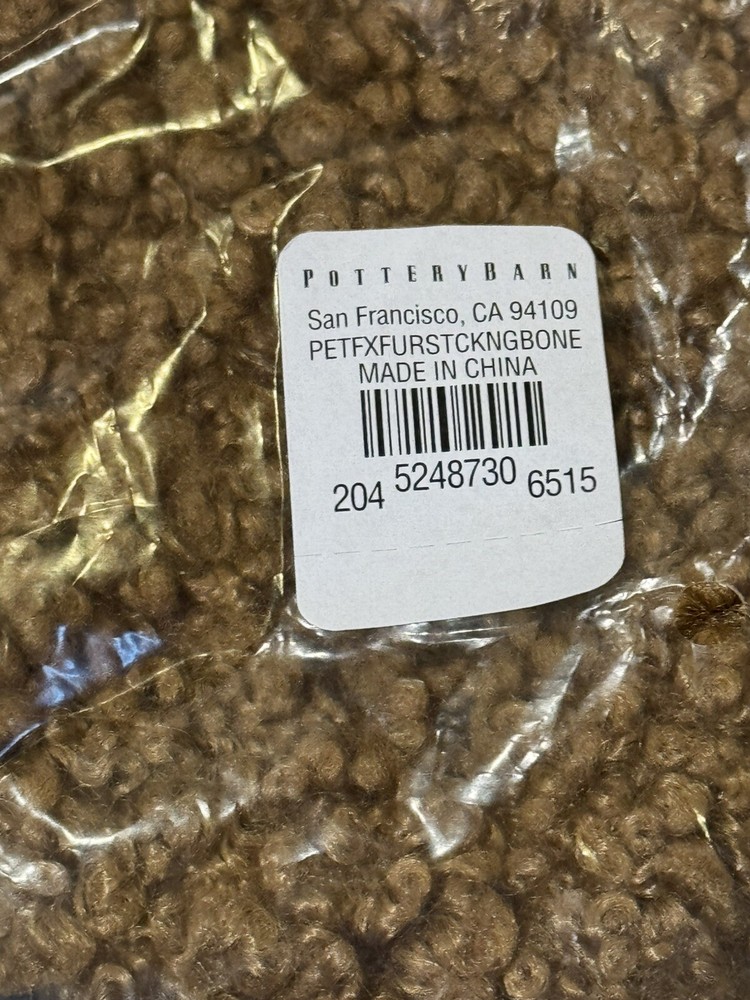 POTTERYBARN
San Francisco, CA 94109
PETFXFURSTCKNGBONE
MADE IN CHINA
204 5248730 6515